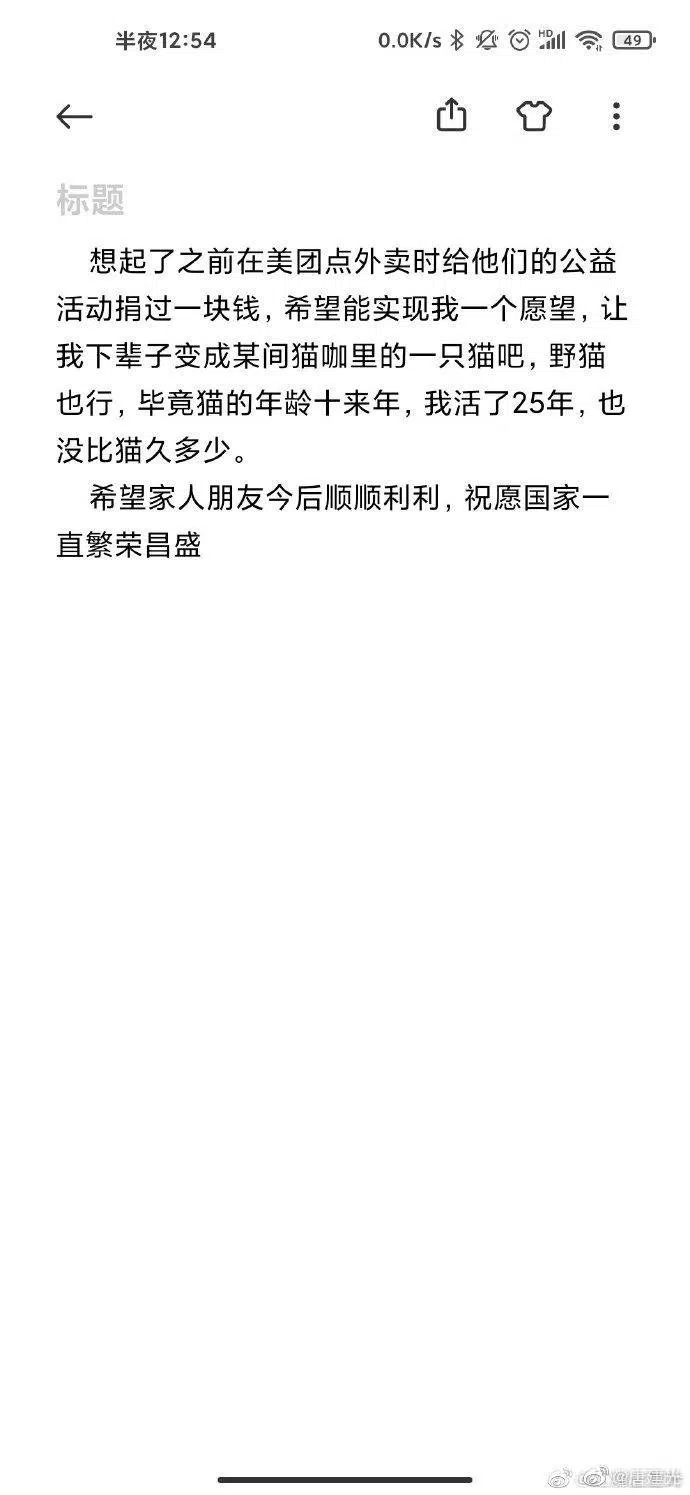 半夜12:54
0.0K/s
HD
49
标题
想起了之前在美团点外卖时给他们的公益
活动捐过一块钱，希望能实现我一个愿望，让
我下辈子变成某间猫咖里的一只猫吧，野猫
也行，毕竟猫的年龄十来年，我活了25年，也
没比猫久多少。
希望家人朋友今后顺顺利利，祝愿国家一
直繁荣昌盛
@唐建光